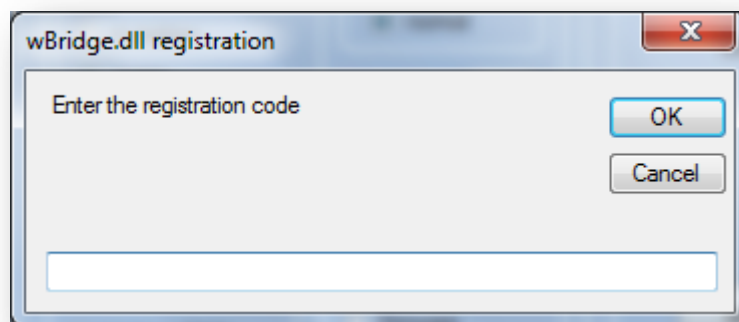 wBridge.dll registration
Enter the registration code
OK
Cancel